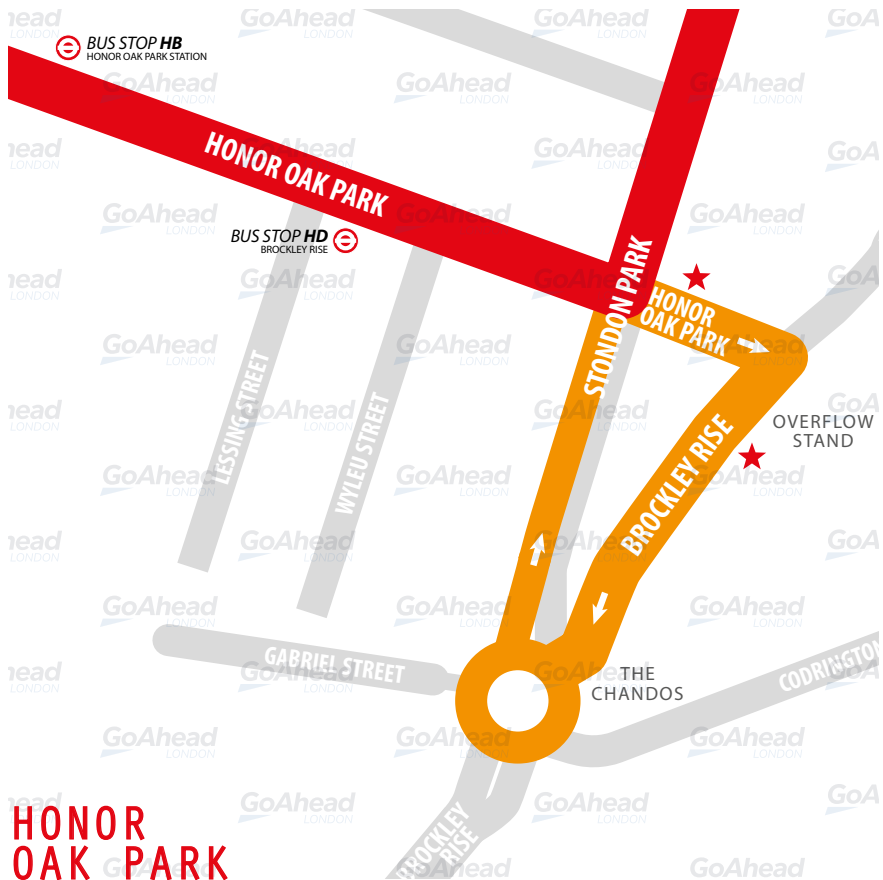 BUS STOP HB
HONOR OAK PARK STATION
HONOR OAK PARK
BUS STOP HD
BROCKLEY RISE
STONDON PARK
HONOR
OAK PARK
LESSING STREET
WYLEU STREET
OVERFLOW
STAND
BROCKLEY RISE
GABRIEL STREET
THE
CHANDOS
CODRINGTON
BROCKLEY
RISE
HONOR
OAK PARK
GoAhead
LONDON